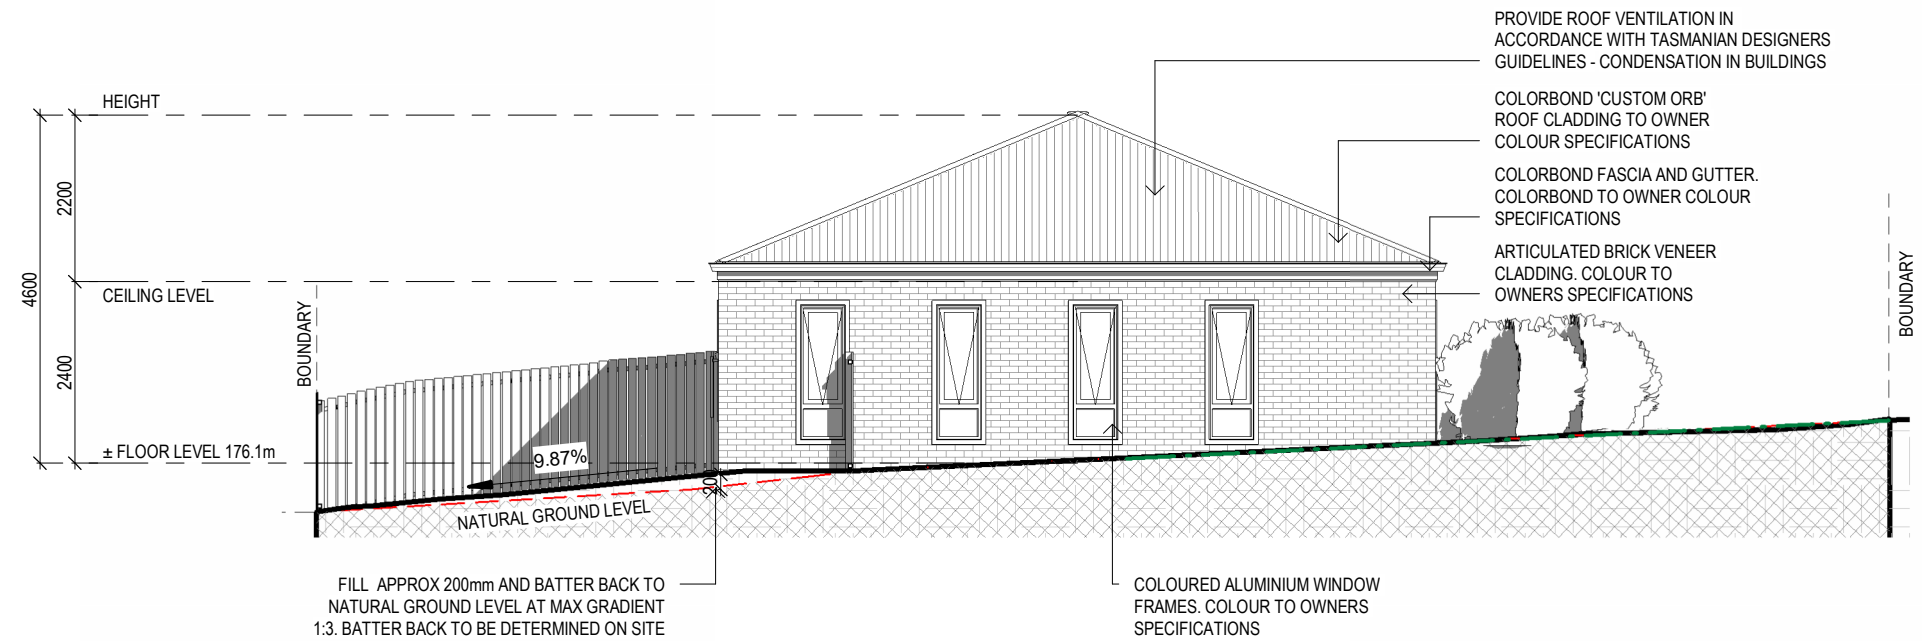 PROVIDE ROOF VENTILATION IN
ACCORDANCE WITH TASMANIAN DESIGNERS
GUIDELINES - CONDENSATION IN BUILDINGS
COLORBOND 'CUSTOM ORB'
ROOF CLADDING TO OWNER
COLOUR SPECIFICATIONS
COLORBOND FASCIA AND GUTTER.
COLORBOND TO OWNER COLOUR
SPECIFICATIONS
ARTICULATED BRICK VENEER
CLADDING. COLOUR TO
OWNERS SPECIFICATIONS
HEIGHT
2200
4600
CEILING LEVEL
2400
± FLOOR LEVEL 176.1m
BOUNDARY
BOUNDARY
9.87%
NATURAL GROUND LEVEL
FILL APPROX 200mm AND BATTER BACK TO
NATURAL GROUND LEVEL AT MAX GRADIENT
1:3. BATTER BACK TO BE DETERMINED ON SITE
COLOURED ALUMINIUM WINDOW
FRAMES. COLOUR TO OWNERS
SPECIFICATIONS